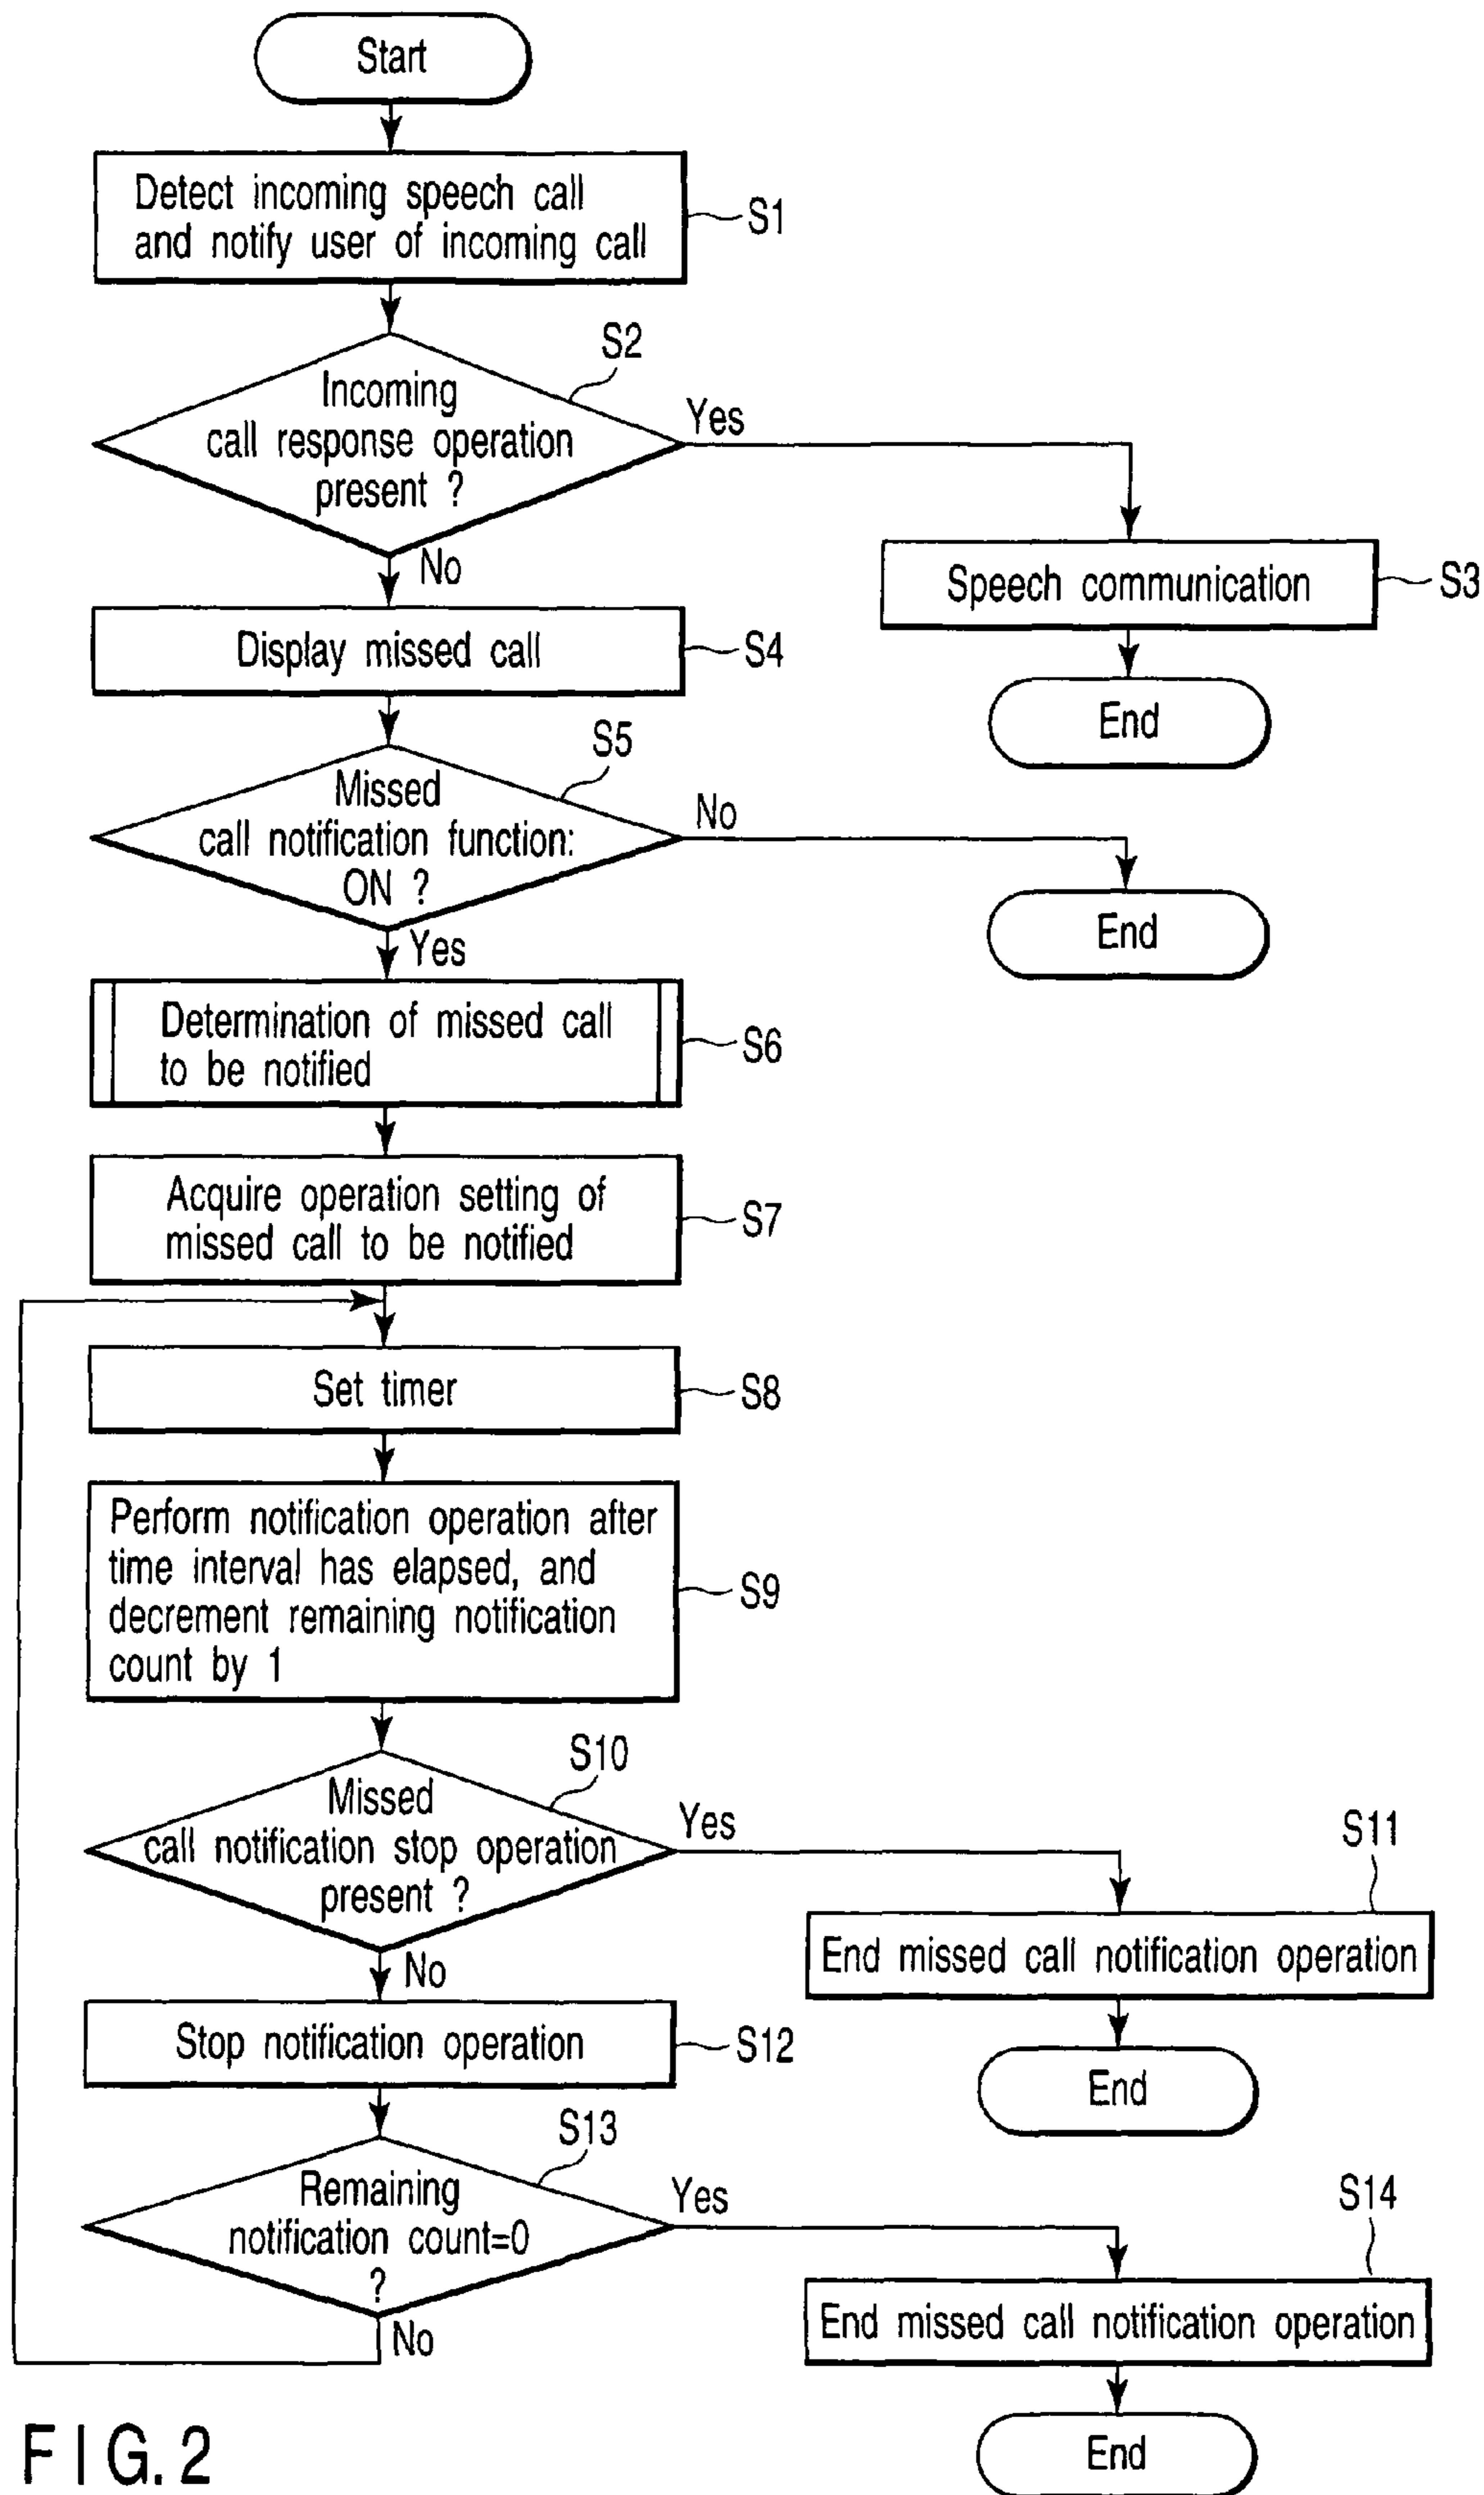 Start
Detect incoming speech call
and notify user of incoming call
S1
S2
Incoming
call response operation
present ?
Yes
No
Speech communication
S3
End
Display missed call
S4
S5
Missed
call notification function:
ON ?
No
End
Yes
Determination of missed call
to be notified
S6
Acquire operation setting of
missed call to be notified
S7
Set timer
S8
Perform notification operation after
time interval has elapsed, and
decrement remaining notification
count by 1
S9
S10
Missed
call notification stop operation
present ?
Yes
S11
End missed call notification operation
End
No
Stop notification operation
S12
S13
Remaining
notification count=0
?
Yes
S14
End missed call notification operation
End
No
FIG. 2